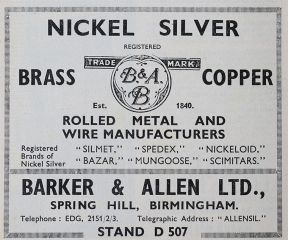 NICKEL SILVER
REGISTERED
TRADE MARK
BRASS B.&A. B COPPER
Est. 1840.
ROLLED METAL AND
WIRE MANUFACTURERS
Registered Brands of Nickel Silver
"SILMET," "SPEDEX," "NICKELOID,"
"BAZAR," "MUNGOOSE," "SCIMITARS."
BARKER & ALLEN LTD.,
SPRING HILL, BIRMINGHAM.
Telephone : EDG, 2151/2/3. Telegraphic Address : "ALLENSIL."
STAND D 507